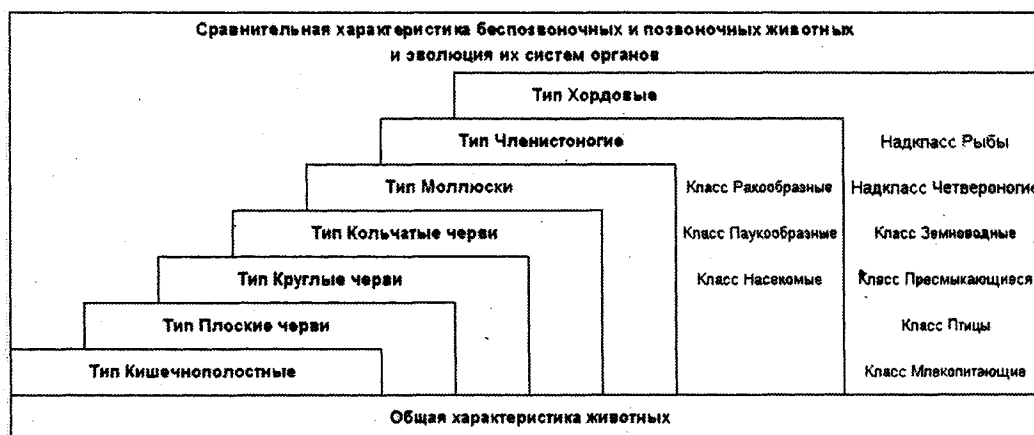 Сравнительная характеристика беспозвоночных и позвоночных животных
и эволюция их систем органов
Тип Хордовые
Тип Членистоногие
Надкласс Рыбы
Тип Моллюски
Класс Ракообразные
Надкласс Четвероногие
Тип Кольчатые черви
Класс Паукообразные
Класс Земноводные
Тип Круглые черви
Класс Насекомые
Класс Пресмыкающиеся
Тип Плоские черви
Класс Птицы
Тип Кишечнополостные
Класс Млекопитающие
Общая характеристика животных